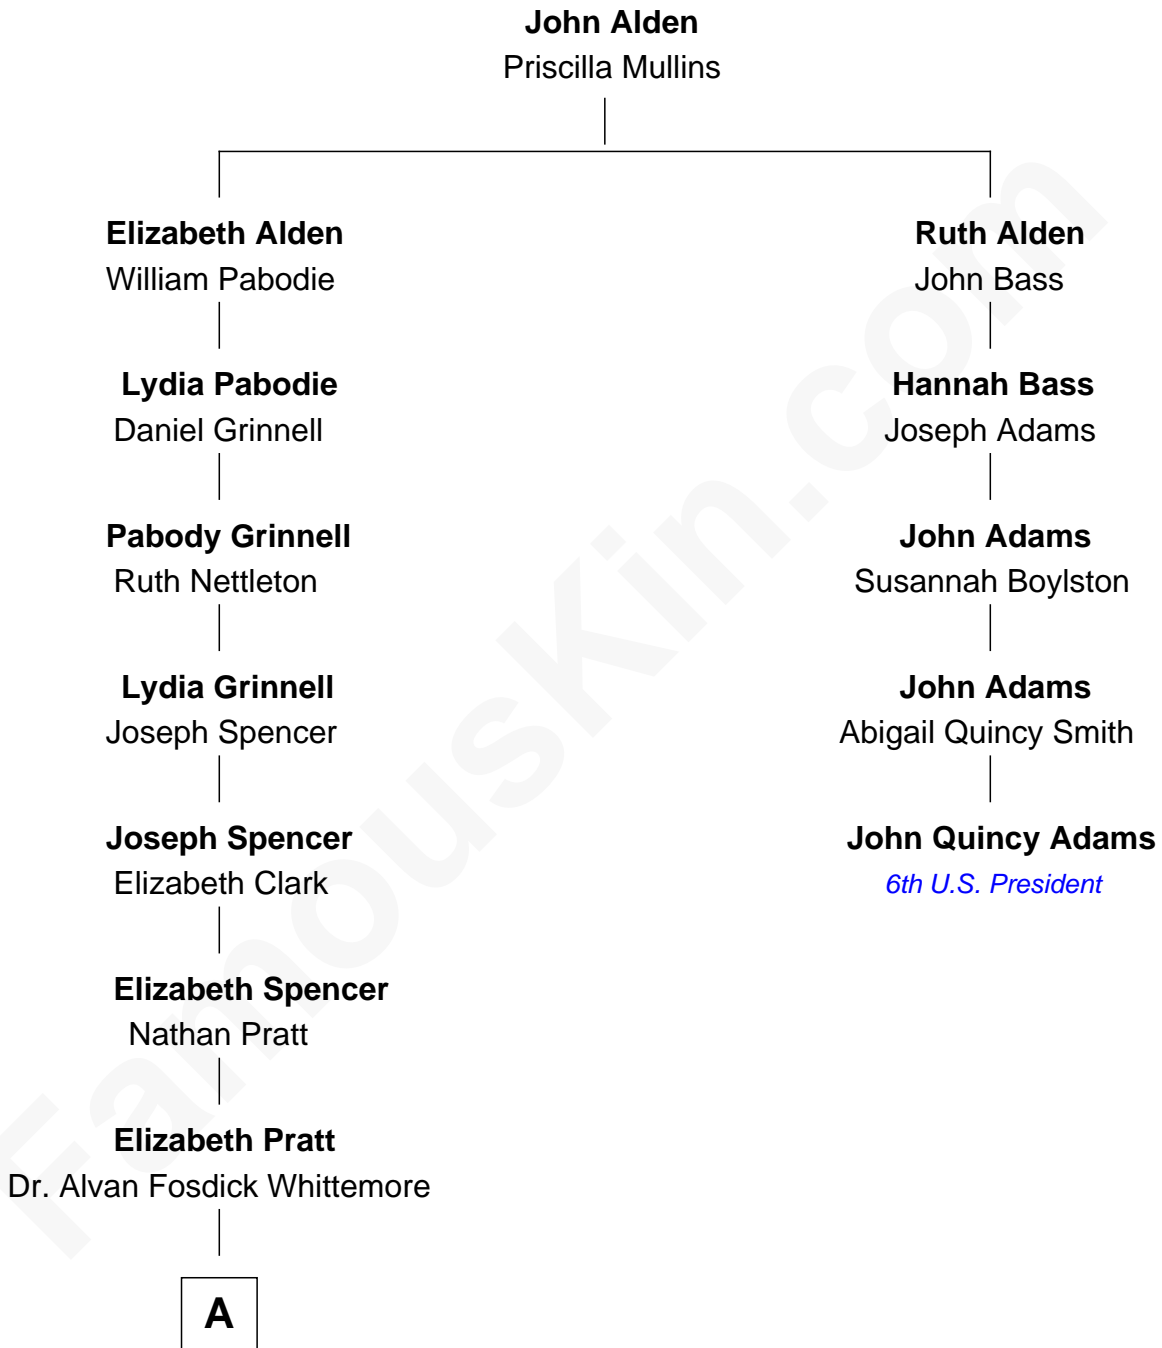 John Alden
Priscilla Mullins
Elizabeth Alden
William Pabodie
Ruth Alden
John Bass
Lydia Pabodie
Daniel Grinnell
Hannah Bass
Joseph Adams
Pabody Grinnell
Ruth Nettleton
John Adams
Susannah Boylston
Lydia Grinnell
Joseph Spencer
John Adams
Abigail Quincy Smith
Joseph Spencer
Elizabeth Clark
John Quincy Adams
6th U.S. President
Elizabeth Spencer
Nathan Pratt
Elizabeth Pratt
Dr. Alvan Fosdick Whittemore
A
FamousKin.com